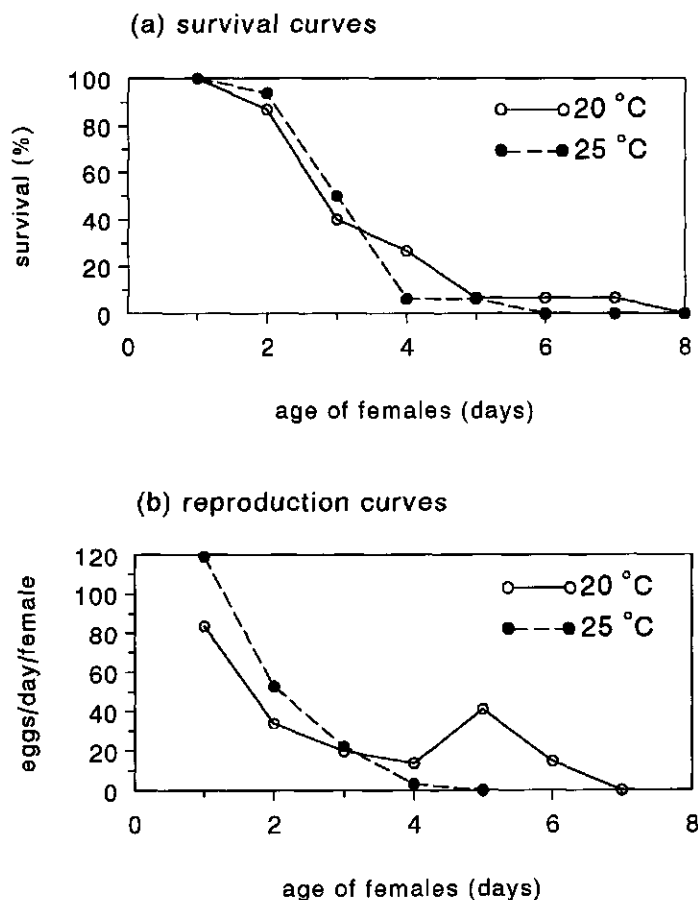 (a) survival curves
100
80
60
40
20
0
survival (%)
20 °C
25 °C
0 2 4 6 8
age of females (days)
(b) reproduction curves
120
100
80
60
40
20
0
eggs/day/female
20 °C
25 °C
0 2 4 6 8
age of females (days)